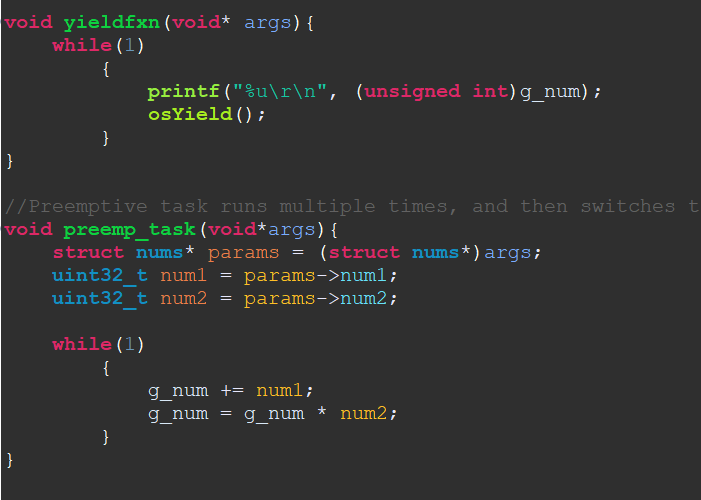 void yieldfxn(void* args){
    while(1)
        {
            printf("%u\r\n", (unsigned int)g_num);
            osYield();
        }
}

//Preemptive task runs multiple times, and then switches t
void preemp_task(void*args){
    struct nums* params = (struct nums*)args;
    uint32_t num1 = params->num1;
    uint32_t num2 = params->num2;

    while(1)
        {
            g_num += num1;
            g_num = g_num * num2;
        }
}